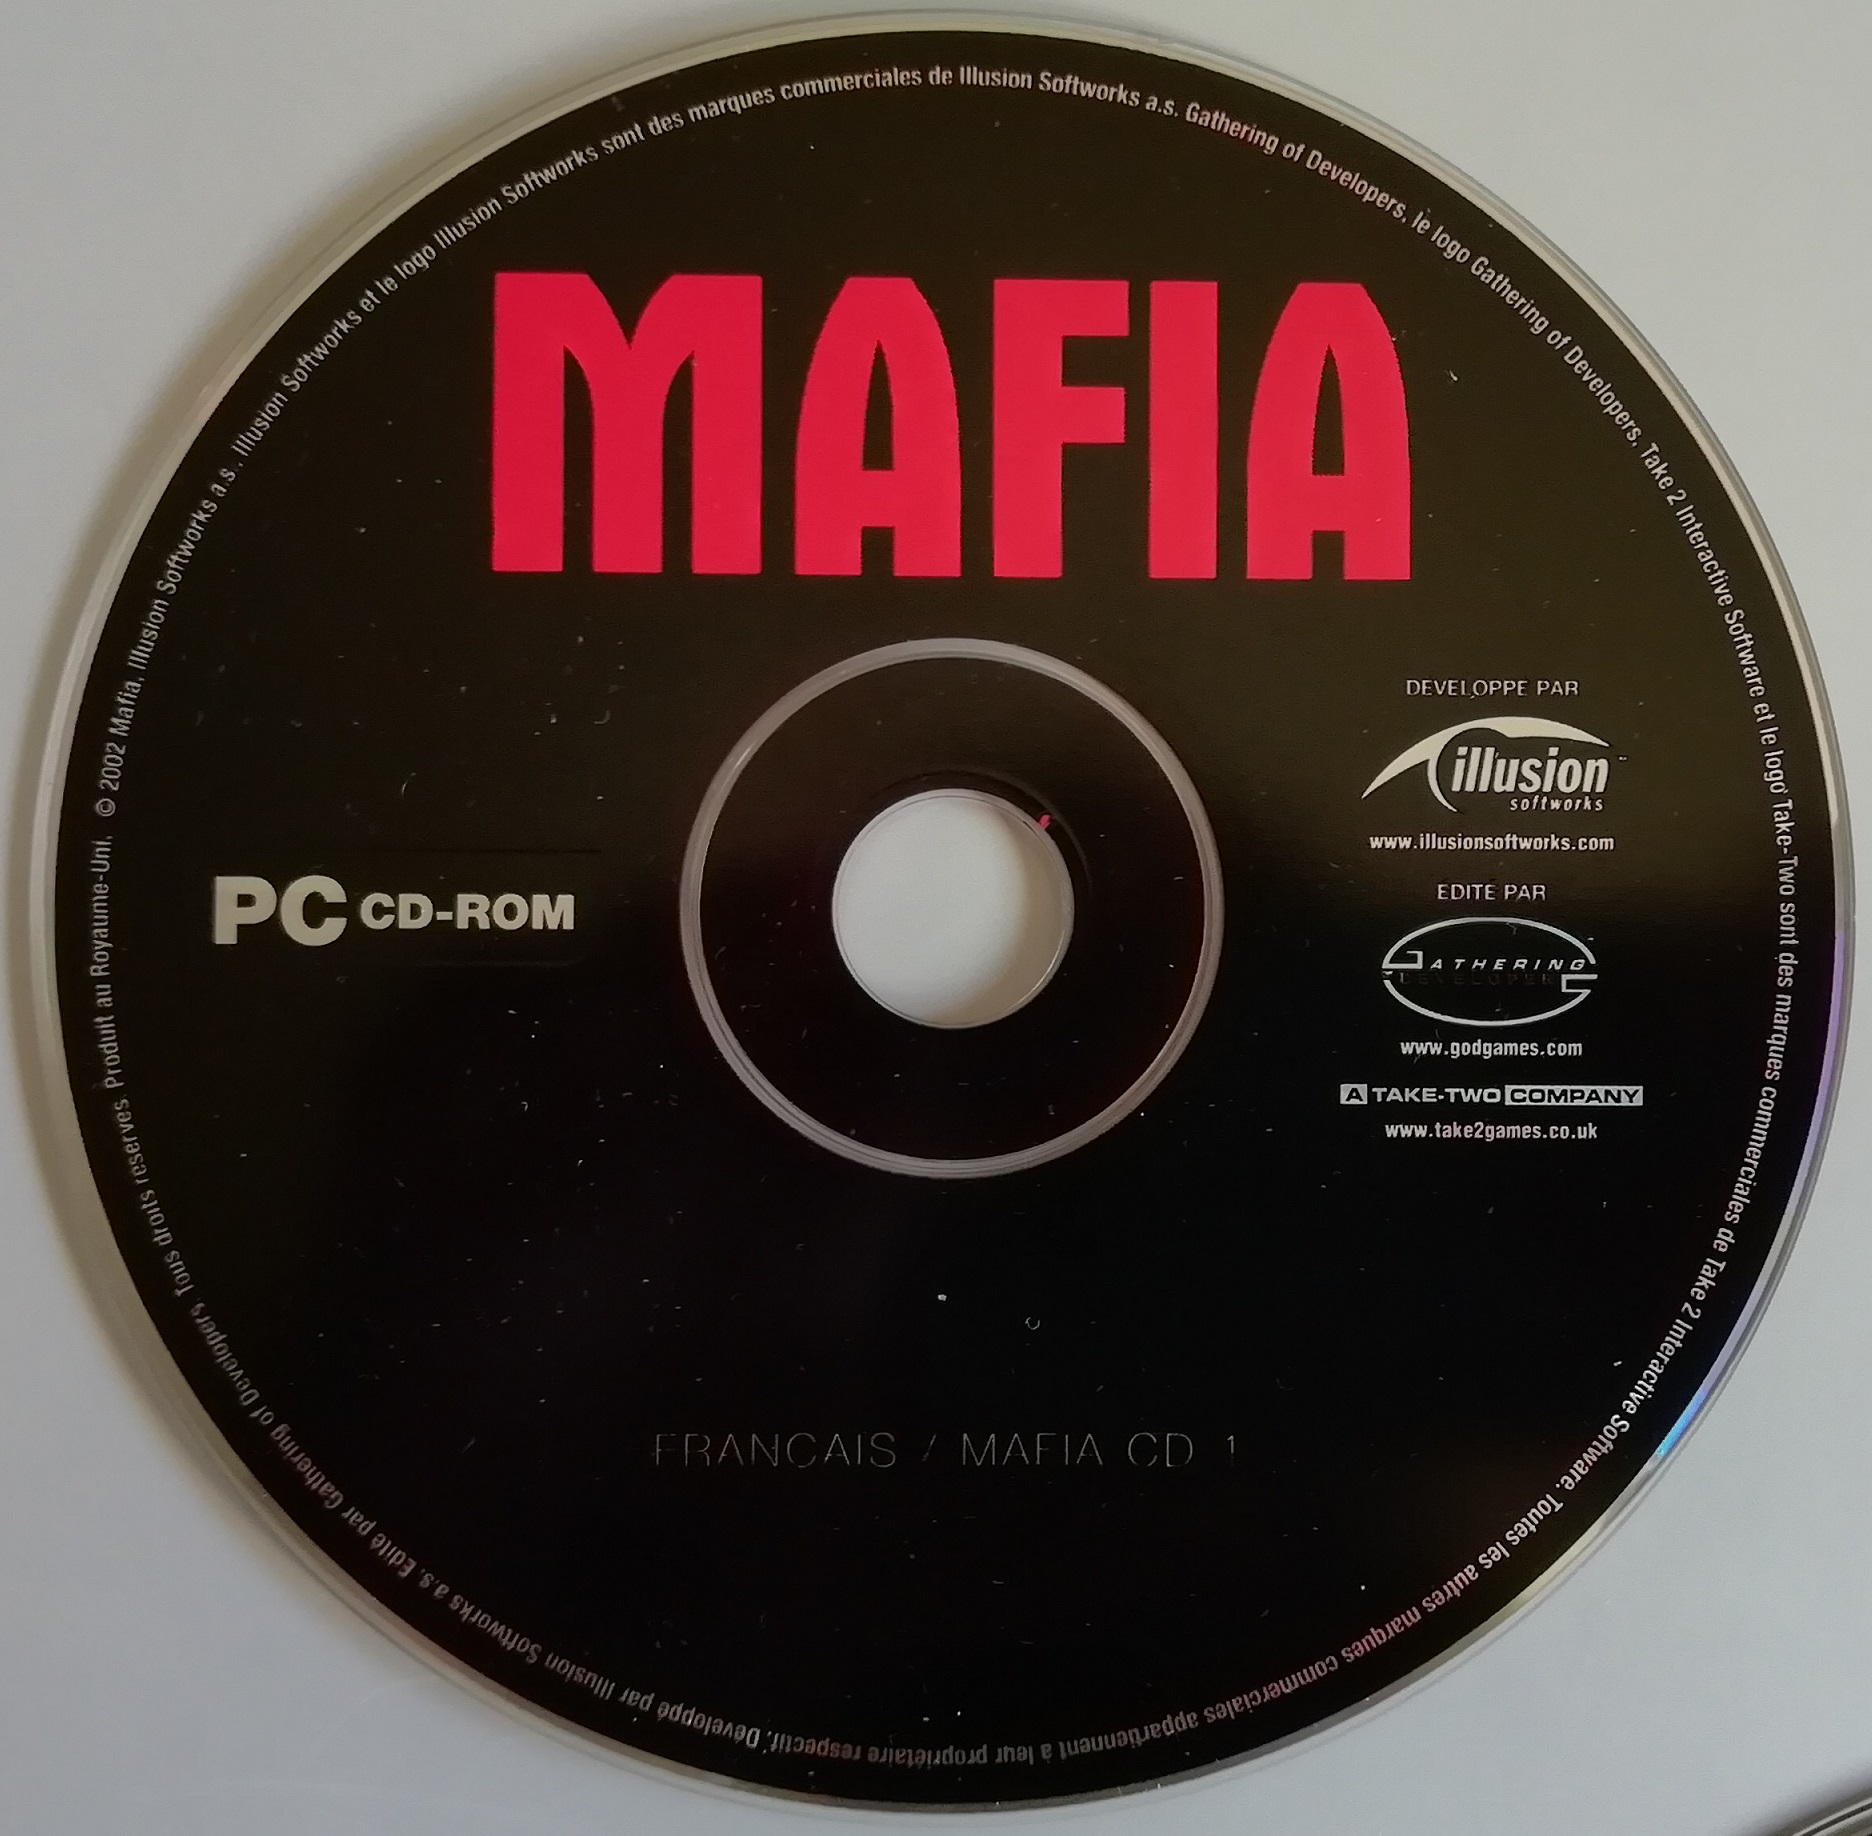 MAFIA
PC CD-ROM
DEVELOPPE PAR
illusion
softworks
www.illusionsoftworks.com
EDITE PAR
GATHERING
DEVELOPERS
www.godgames.com
A TAKE-TWO COMPANY
www.take2games.co.uk
FRANCAIS / MAFIA CD 1
© 2002 Mafia, Illusion Softworks a.s.. Illusion Softworks et le logo Illusion Softworks sont des marques commerciales de Illusion Softworks a.s. Gathering of Developers, le logo Gathering of Developers, Take 2 Interactive Software et le logo Take-Two sont des marques commerciales de Take 2 Interactive Software. Toutes les autres marques commerciales appartiennent à leur propriétaire respectif. Développé par Illusion Softworks a.s. Edité par Gathering of Developers. Tous droits reserves. Produit au Royaume-Uni.